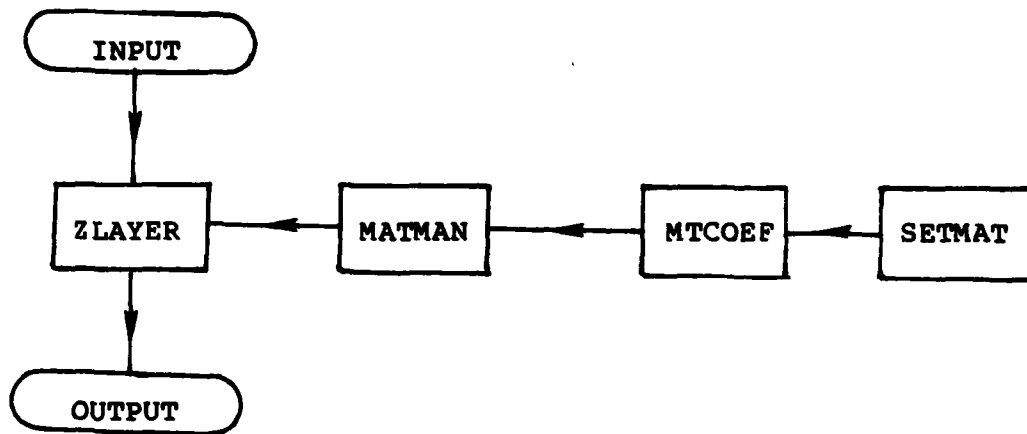 INPUT
ZLAYER
MATMAN
MTCOEF
SETMAT
OUTPUT